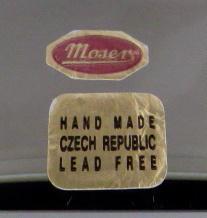 Moser
HAND MADE
CZECH REPUBLIC
LEAD FREE